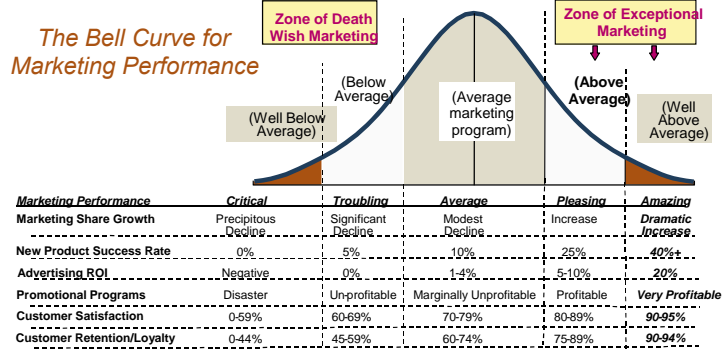 The Bell Curve for
Marketing Performance
Zone of Death
Wish Marketing
Zone of Exceptional
Marketing
(Well Below
Average)
(Below
Average)
(Average
marketing
program)
(Above
Average)
(Well
Above
Average)
Marketing Performance Critical Troubling Average Pleasing Amazing
Marketing Share Growth Precipitous Decline Significant Decline Modest Decline Increase Dramatic Increase
New Product Success Rate 0% 5% 10% 25% 40%+
Advertising ROI Negative 0% 1-4% 5-10% 20%
Promotional Programs Disaster Un-profitable Marginally Unprofitable Profitable Very Profitable
Customer Satisfaction 0-59% 60-69% 70-79% 80-89% 90-95%
Customer Retention/Loyalty 0-44% 45-59% 60-74% 75-89% 90-94%